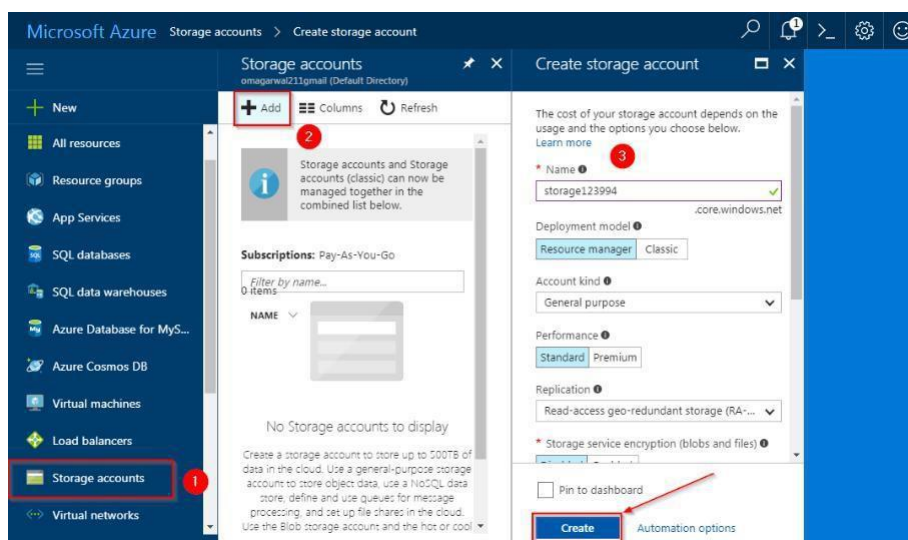 Microsoft Azure Storage accounts > Create storage account
1
>_
New
All resources
Resource groups
App Services
SQL databases
SQL data warehouses
Azure Database for MyS...
Azure Cosmos DB
Virtual machines
Load balancers
Storage accounts
1
Virtual networks
Storage accounts
omagarwal211gmail (Default Directory)
Add
Columns
Refresh
2
Storage accounts and Storage
accounts (classic) can now be
managed together in the
combined list below.
Subscriptions: Pay-As-You-Go
Filter by name...
0 items
NAME
No Storage accounts to display
Create a storage account to store up to 500TB of
data in the cloud. Use a general-purpose storage
account to store object data, use a NoSQL data
store, define and use queues for message
processing, and set up file shares in the cloud.
Use the Blob storage account and the hot or cool
Create storage account
The cost of your storage account depends on the
usage and the options you choose below.
Learn more
3
* Name
storage123994
.core.windows.net
Deployment model
Resource manager Classic
Account kind
General purpose
Performance
Standard Premium
Replication
Read-access geo-redundant storage (RA-...
* Storage service encryption (blobs and files)
Pin to dashboard
Create
Automation options